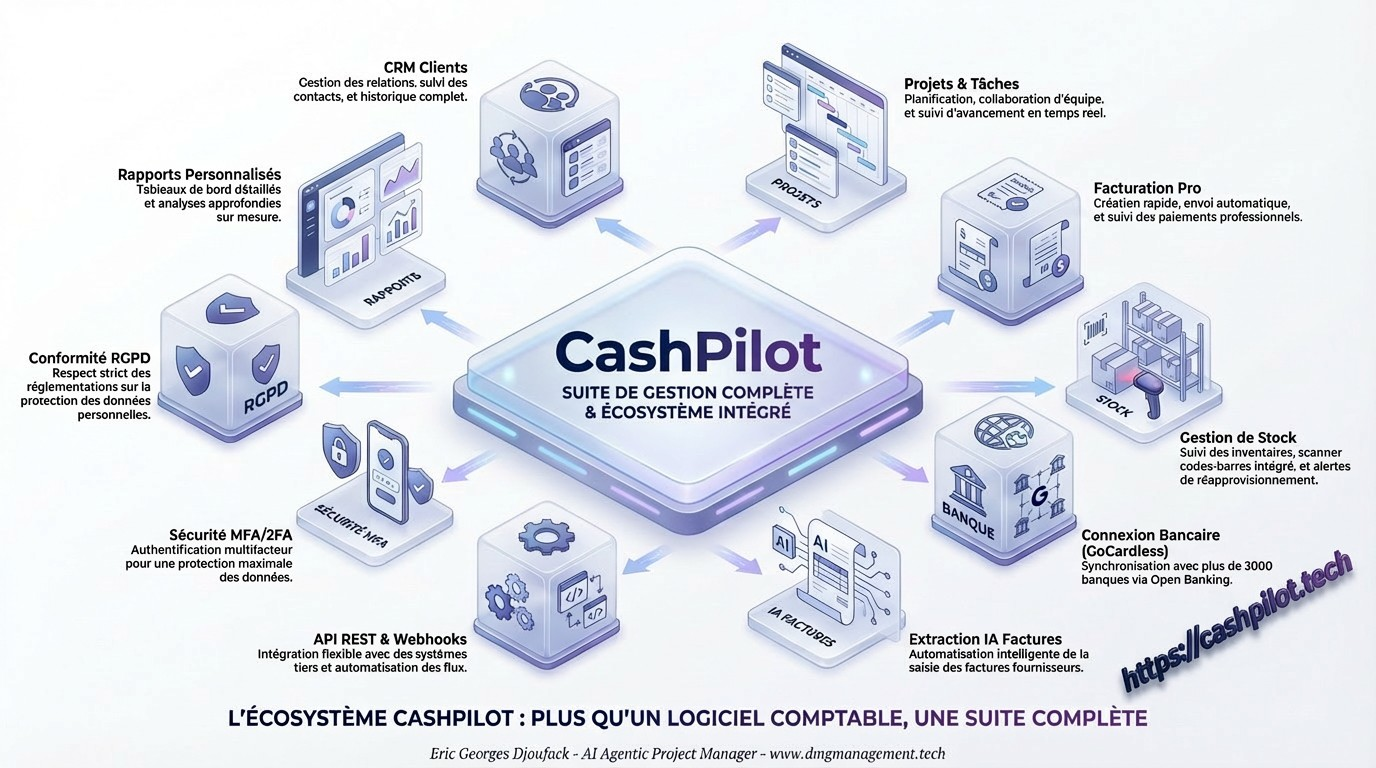 CRM Clients
Gestion des relations. sulvi des
contacts, et historique complet.
Projets & Tâches
Planification, collaboration d'équipe.
et suivi d'avancement en temps reel.
PROJETS
Rapports Personnalisés
Tsbieaux de bord détaillés
et analyses approfondies
sur mesure.
RAPPORTS
Facturation Pro
Créatien rapide, envoi automatique,
et suivi des paiements professionnels.
Conformité RGPD
Respect strict des
réglementations sur la
protection des données
personnelles.
RGPD
CashPilot
SUITE DE GESTION COMPLÈTE
& ÉCOSYSTÈME INTÉGRÉ
STOCK
Gestion de Stock
Suivi des inventaires, scanner
codes-barres intégré, et alertes
de réapprovisionnement.
Sécurité MFA/2FA
Authentification multifacteur
pour une protection maximale
des données.
G
BANQUE
Connexion Bancaire
(GoCardless)
Synchronisation avec plus de 3000
banques via Open Banking.
API REST & Webhooks
Intégration flexible avec des systèmes
tiers et automatisation des flux.
AI
AI
IA FACTURES
Extraction IA Factures
Automatisation intelligente de la
saisie des factures fournisseurs.
https://cashpilot.tech
L'ÉCOSYSTÈME CASHPILOT : PLUS QU'UN LOGICIEL COMPTABLE, UNE SUITE COMPLÈTE
Eric Georges Djoufack - AI Agentic Project Manager - www.dmgmanagement.tech